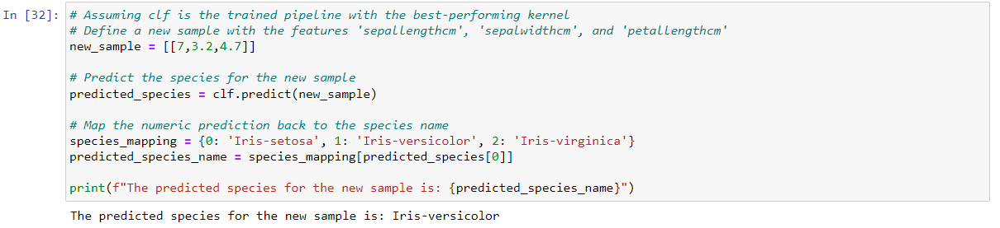 In [32]: # Assuming clf is the trained pipeline with the best-performing kernel
# Define a new sample with the features 'sepallengthcm', 'sepalwidthcm', and 'petallengthcm'
new_sample = [[7,3.2,4.7]]
# Predict the species for the new sample
predicted_species = clf.predict(new_sample)
# Map the numeric prediction back to the species name
species_mapping = {0: 'Iris-setosa', 1: 'Iris-versicolor', 2: 'Iris-virginica'}
predicted_species_name = species_mapping[predicted_species[0]]
print(f"The predicted species for the new sample is: {predicted_species_name}")
The predicted species for the new sample is: Iris-versicolor